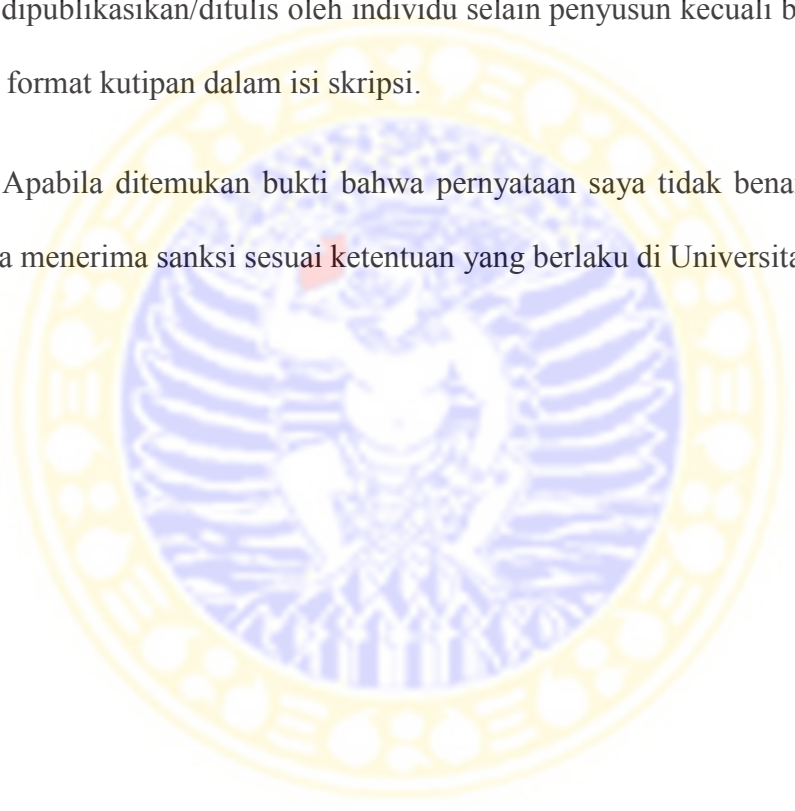 dipublikasikan/ditulis oleh individu selain penyusun kecuali b
format kutipan dalam isi skripsi.
Apabila ditemukan bukti bahwa pernyataan saya tidak bena
a menerima sanksi sesuai ketentuan yang berlaku di Universita